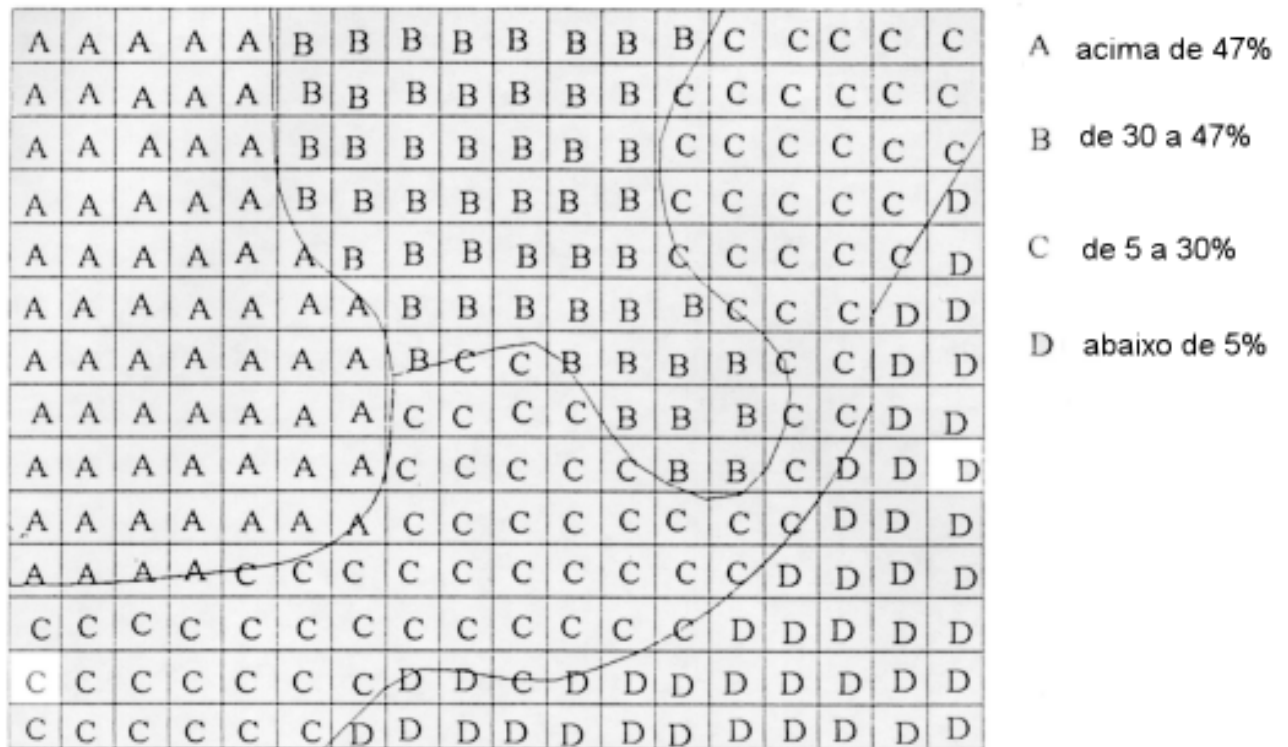 A A A A A B B B B B B B B C C C C C
A A A A A B B B B B B B C C C C C C
A A A A A B B B B B B B C C C C C C
A A A A A B B B B B B B C C C C C D
A A A A A A B B B B B B C C C C C D
A A A A A A A B B B B B B C C C D D
A A A A A A A B C C B B B B C C D D
A A A A A A A C C C C B B B C C D D
A A A A A A A C C C C C B B C D D D
A A A A A A A C C C C C C C C D D D
A A A A C C C C C C C C C C D D D D
C C C C C C C C C C C C C D D D D D
C C C C C C C D D C D D D D D D D D
C C C C C C D D D D D D D D D D D D
A acima de 47%
B de 30 a 47%
C de 5 a 30%
D abaixo de 5%